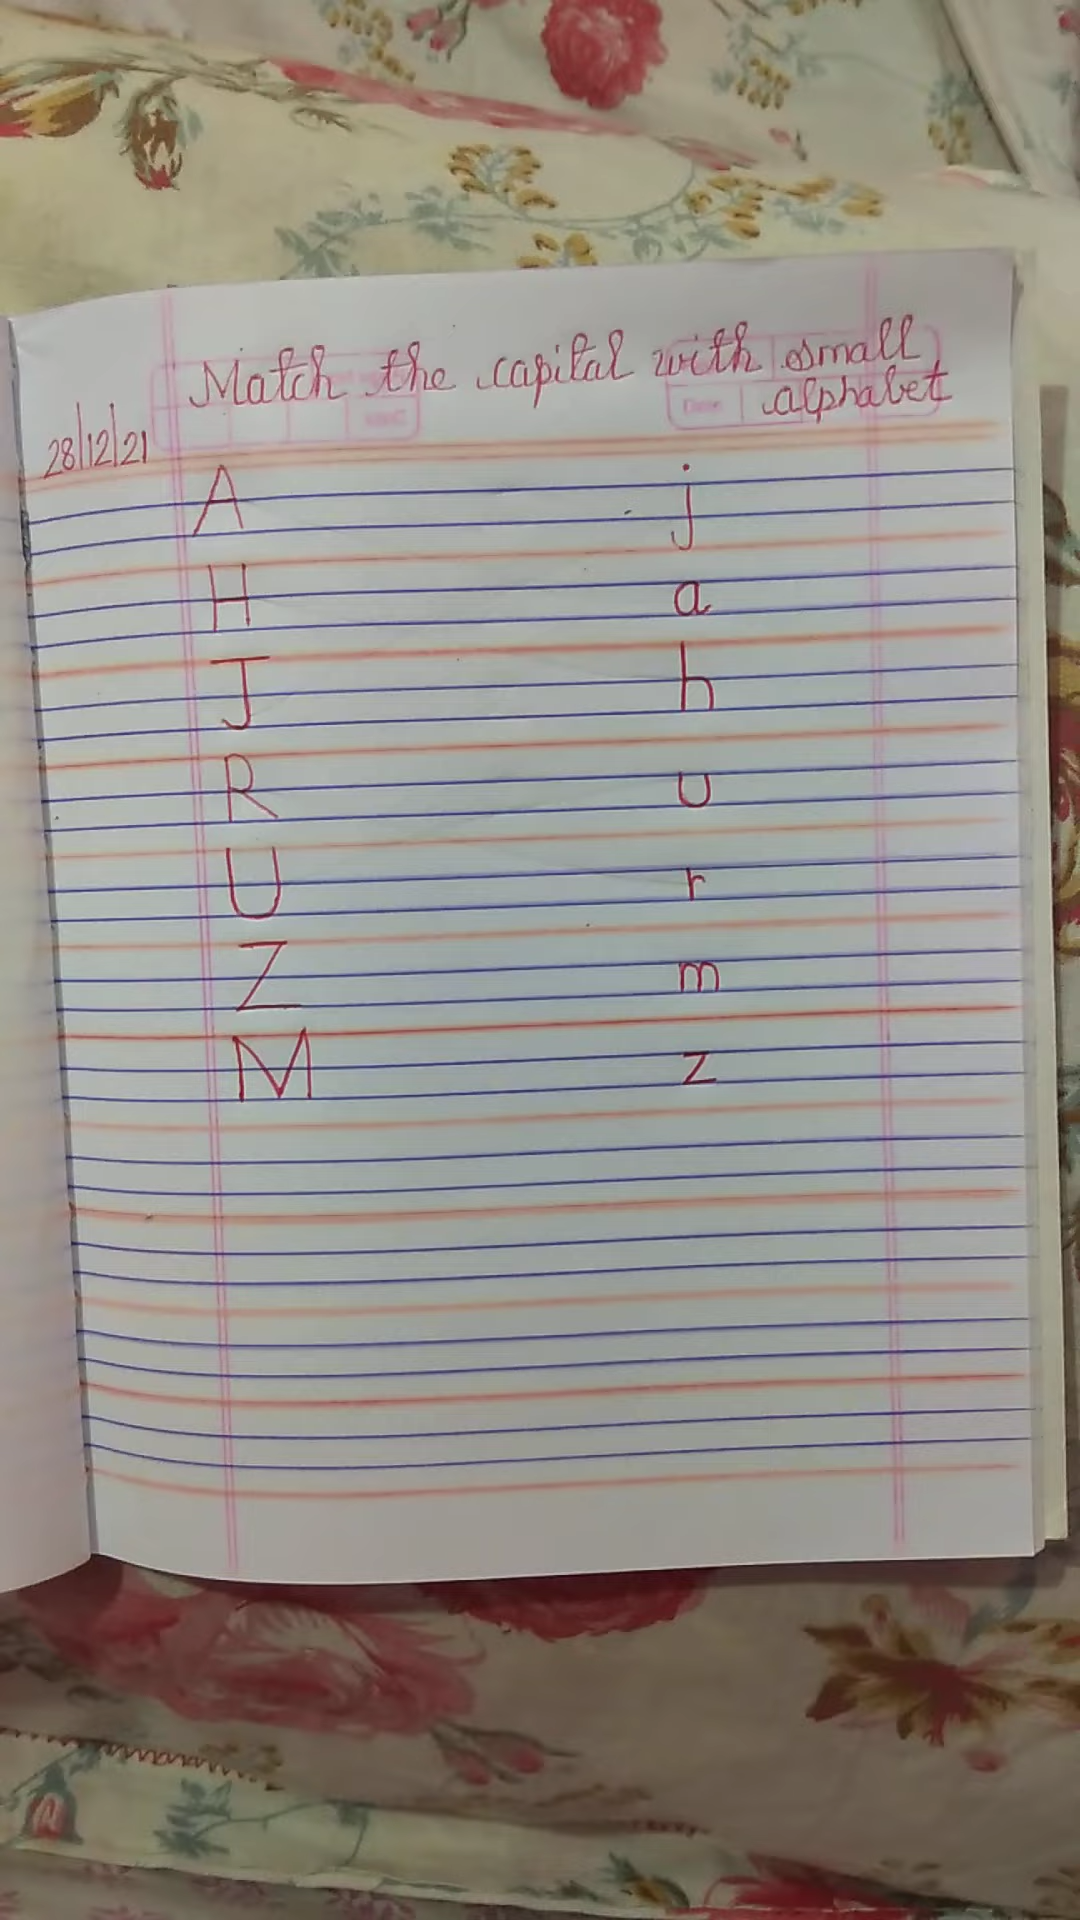 Match the capital with small
alphabet
28/12/21
A j
H a
J h
R u
U r
Z m
M z